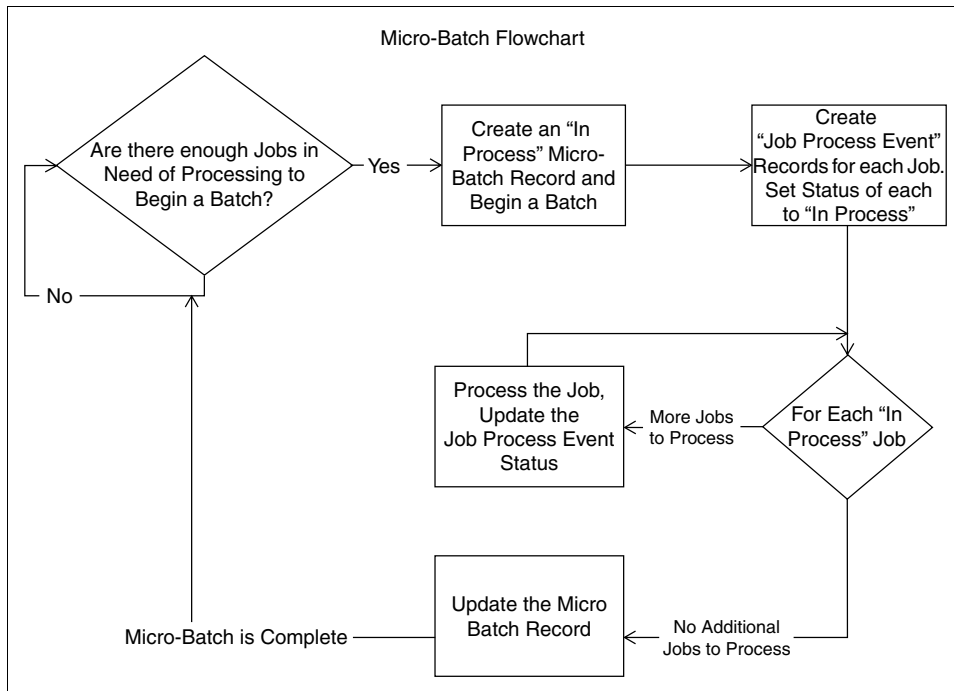 Micro-Batch Flowchart
Are there enough Jobs in
Need of Processing to
Begin a Batch?
Yes
No
Create an “In
Process” Micro-
Batch Record and
Begin a Batch
Create
“Job Process Event”
Records for each Job.
Set Status of each
to “In Process”
For Each “In
Process” Job
More Jobs
to Process
Process the Job,
Update the
Job Process Event
Status
No Additional
Jobs to Process
Update the Micro
Batch Record
Micro-Batch is Complete